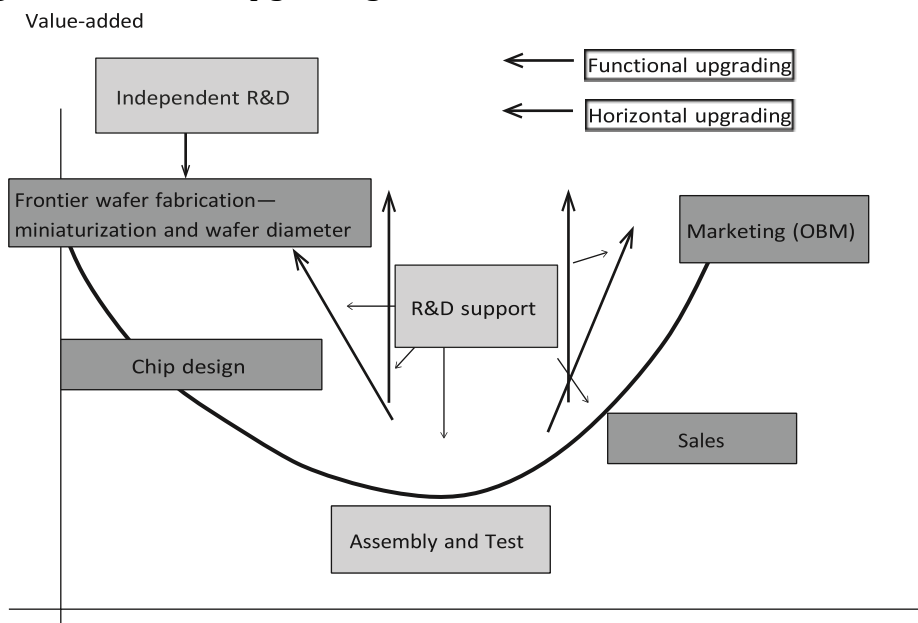 Value-added
Independent R&D
Functional upgrading
Horizontal upgrading
Frontier wafer fabrication—
miniaturization and wafer diameter
Marketing (OBM)
R&D support
Chip design
Sales
Assembly and Test